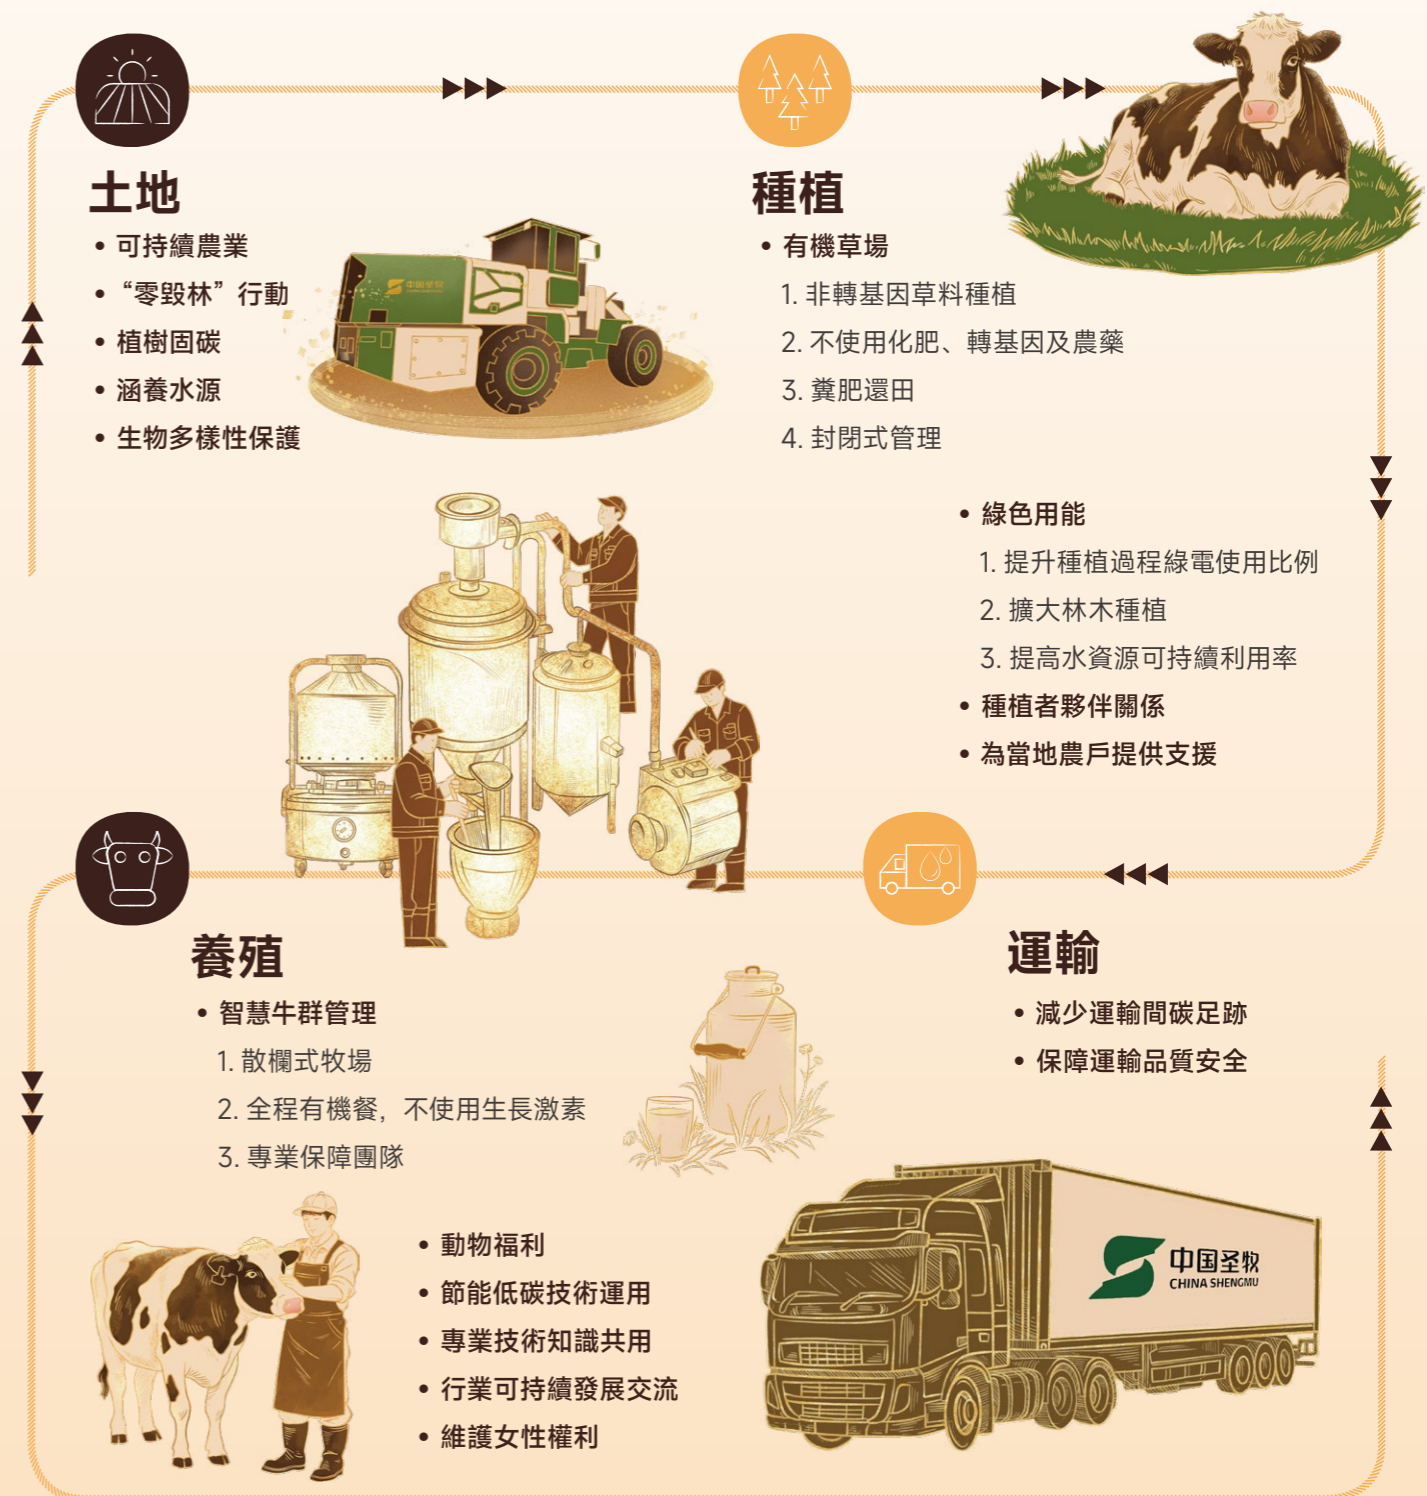 土地
• 可持續農業
• “零毀林”行動
• 植樹固碳
• 涵養水源
• 生物多樣性保護
中国圣牧
種植
• 有機草場
1. 非轉基因草料種植
2. 不使用化肥、轉基因及農藥
3. 糞肥還田
4. 封閉式管理
• 綠色用能
1. 提升種植過程綠電使用比例
2. 擴大林木種植
3. 提高水資源可持續利用率
• 種植者夥伴關係
• 為當地農戶提供支援
養殖
• 智慧牛群管理
1. 散欄式牧場
2. 全程有機餐，不使用生長激素
3. 專業保障團隊
• 動物福利
• 節能低碳技術運用
• 專業技術知識共用
• 行業可持續發展交流
• 維護女性權利
運輸
• 減少運輸間碳足跡
• 保障運輸品質安全
中国圣牧
CHINA SHENGMU